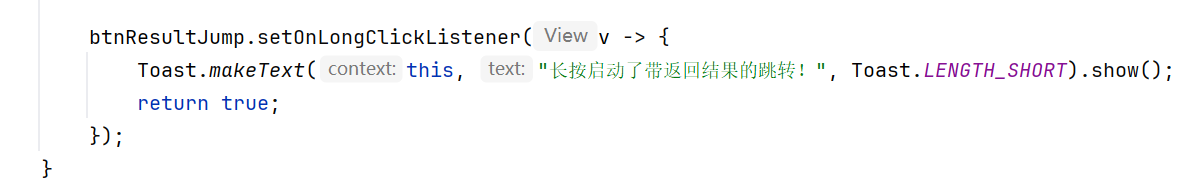 btnResultJump.setOnLongClickListener( View v -> {
Toast.makeText( context: this, text: "长按启动了带返回结果的跳转！", Toast.LENGTH_SHORT).show();
return true;
});
}